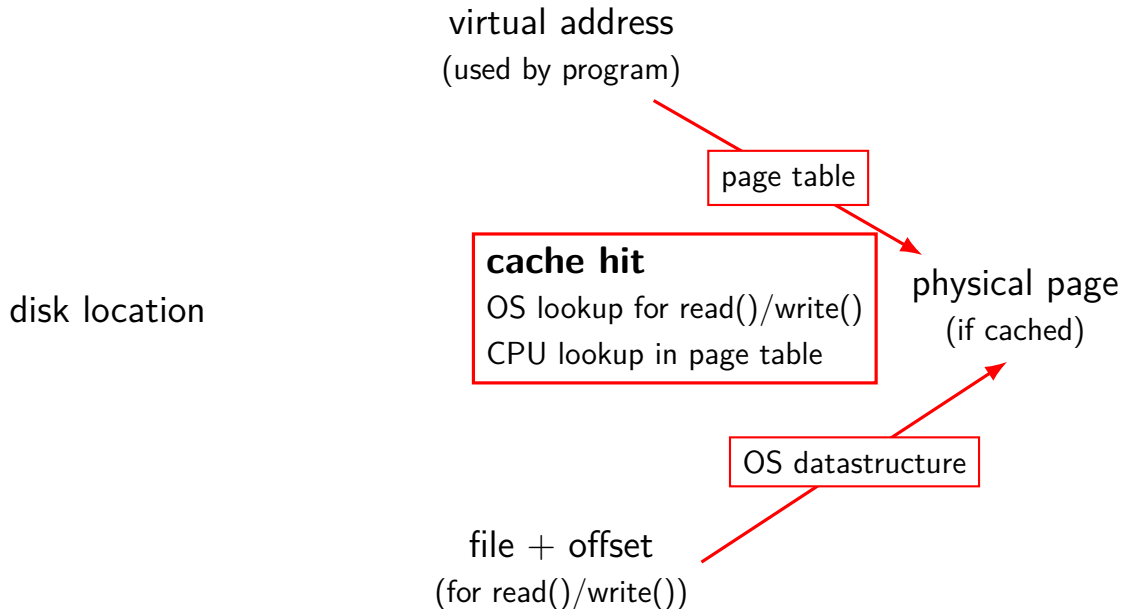 virtual address
(used by program)
page table
cache hit
OS lookup for read()/write()
CPU lookup in page table
disk location
physical page
(if cached)
OS datastructure
file + offset
(for read()/write())